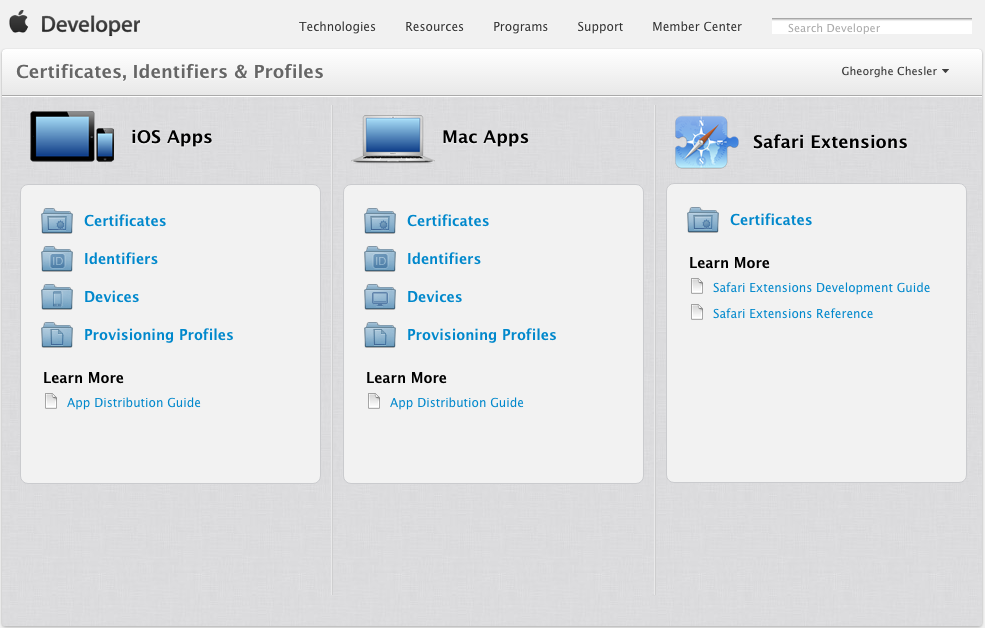 Developer
Technologies Resources Programs Support Member Center Search Developer
Certificates, Identifiers & Profiles
Gheorghe Chesler
iOS Apps
Certificates
Identifiers
Devices
Provisioning Profiles
Learn More
App Distribution Guide
Mac Apps
Certificates
Identifiers
Devices
Provisioning Profiles
Learn More
App Distribution Guide
Safari Extensions
Certificates
Learn More
Safari Extensions Development Guide
Safari Extensions Reference